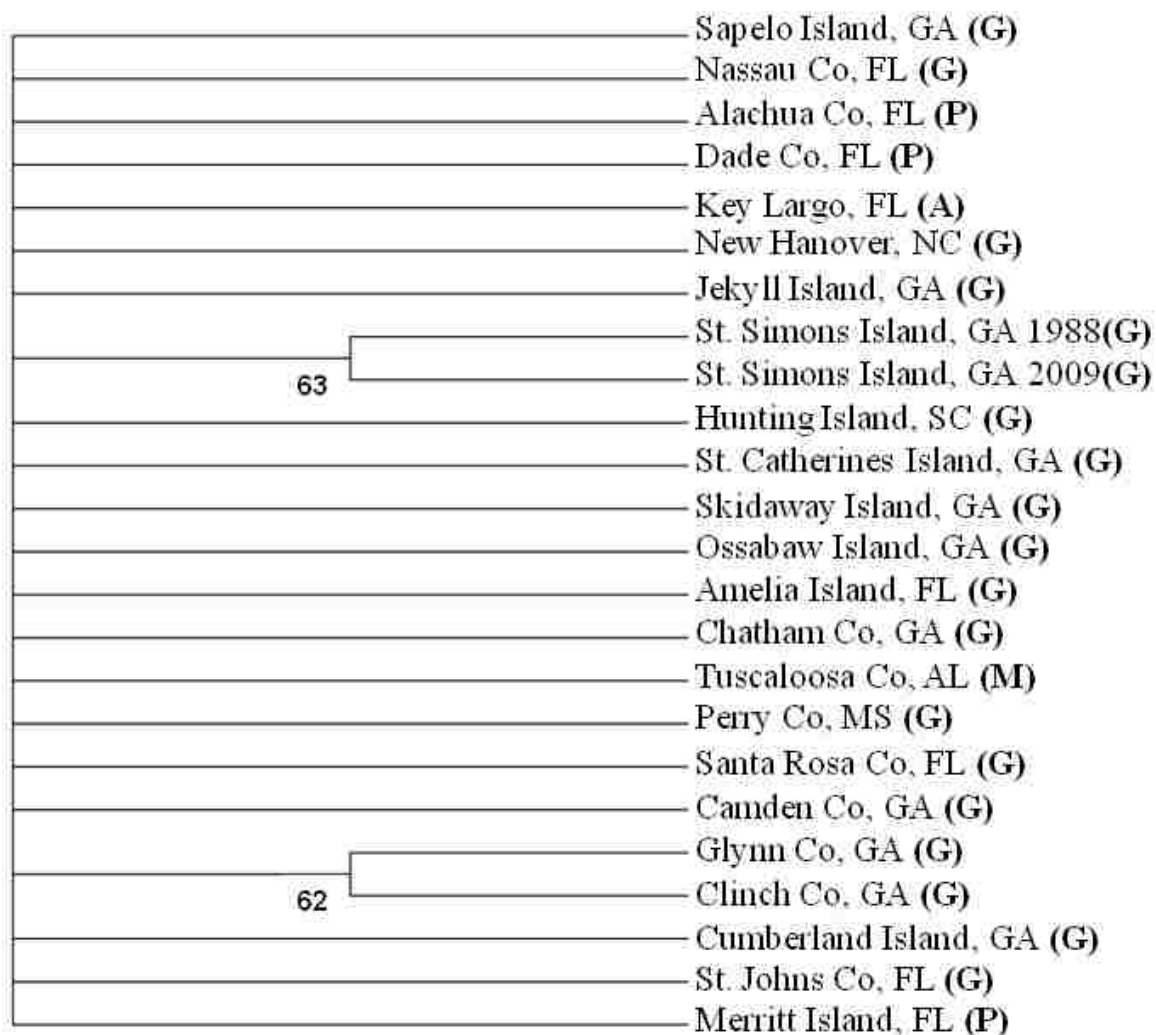 Sapelo Island, GA (G)
Nassau Co, FL (G)
Alachua Co, FL (P)
Dade Co, FL (P)
Key Largo, FL (A)
New Hanover, NC (G)
Jekyll Island, GA (G)
St. Simons Island, GA 1988(G)
63
St. Simons Island, GA 2009(G)
Hunting Island, SC (G)
St. Catherines Island, GA (G)
Skidaway Island, GA (G)
Ossabaw Island, GA (G)
Amelia Island, FL (G)
Chatham Co, GA (G)
Tuscaloosa Co, AL (M)
Perry Co, MS (G)
Santa Rosa Co, FL (G)
Camden Co, GA (G)
Glynn Co, GA (G)
62
Clinch Co, GA (G)
Cumberland Island, GA (G)
St. Johns Co, FL (G)
Merritt Island, FL (P)